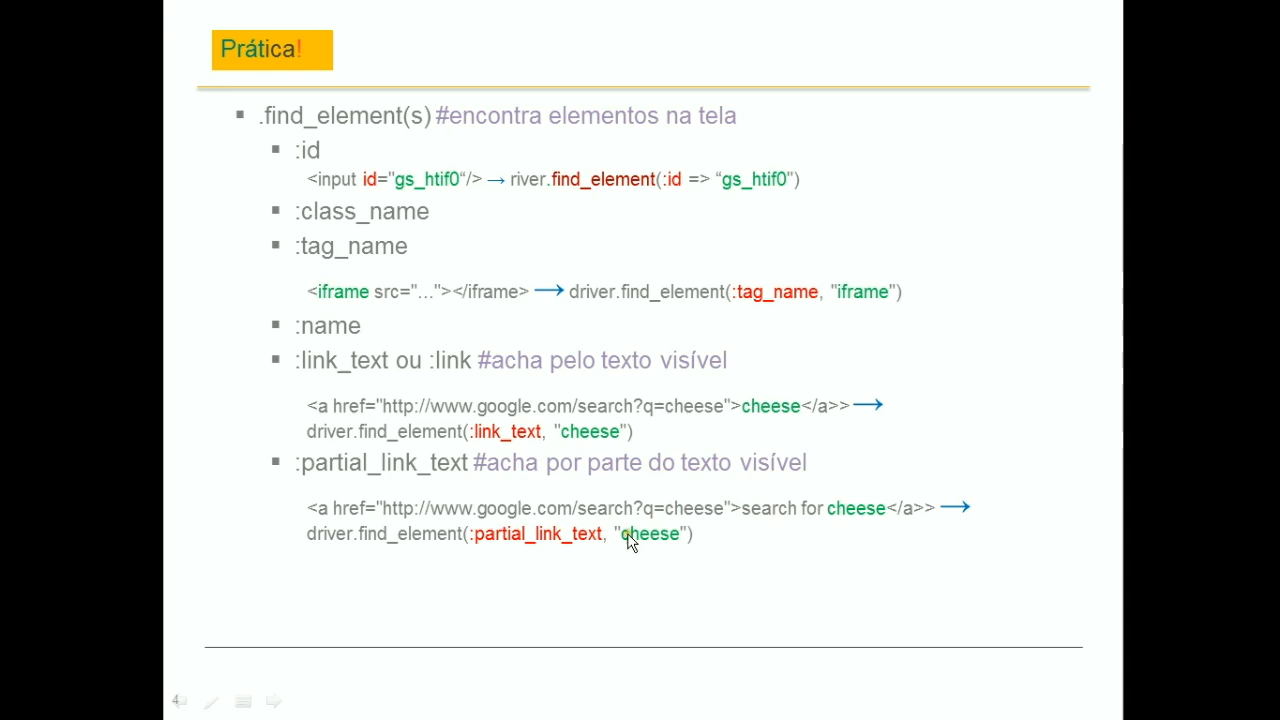 Prática!
.find_element(s) #encontra elementos na tela
:id
<input id="gs_htif0“/> → river.find_element(:id => “gs_htif0")
:class_name
:tag_name
<iframe src="..."></iframe> → driver.find_element(:tag_name, "iframe")
:name
:link_text ou :link #acha pelo texto visível
<a href="http://www.google.com/search?q=cheese">cheese</a>> →
driver.find_element(:link_text, "cheese")
:partial_link_text #acha por parte do texto visível
<a href="http://www.google.com/search?q=cheese">search for cheese</a>> →
driver.find_element(:partial_link_text, "cheese")
4